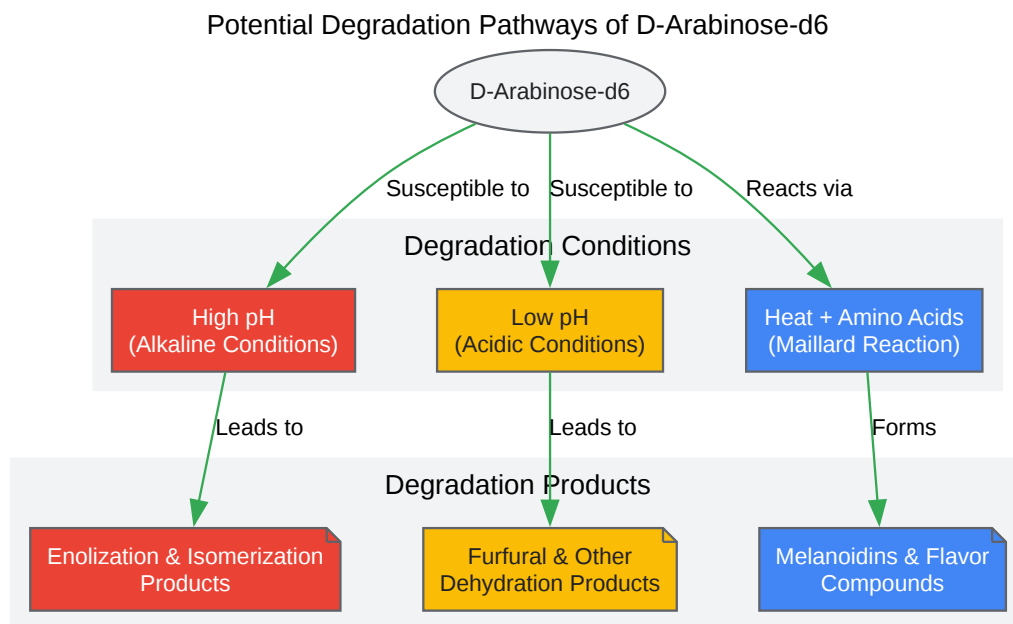 Potential Degradation Pathways of D-Arabinose-d6
D-Arabinose-d6
Susceptible to
Susceptible to
Reacts via
Degradation Conditions
High pH
(Alkaline Conditions)
Low pH
(Acidic Conditions)
Heat + Amino Acids
(Maillard Reaction)
Leads to
Leads to
Forms
Degradation Products
Enolization & Isomerization
Products
Furfural & Other
Dehydration Products
Melanoidins & Flavor
Compounds